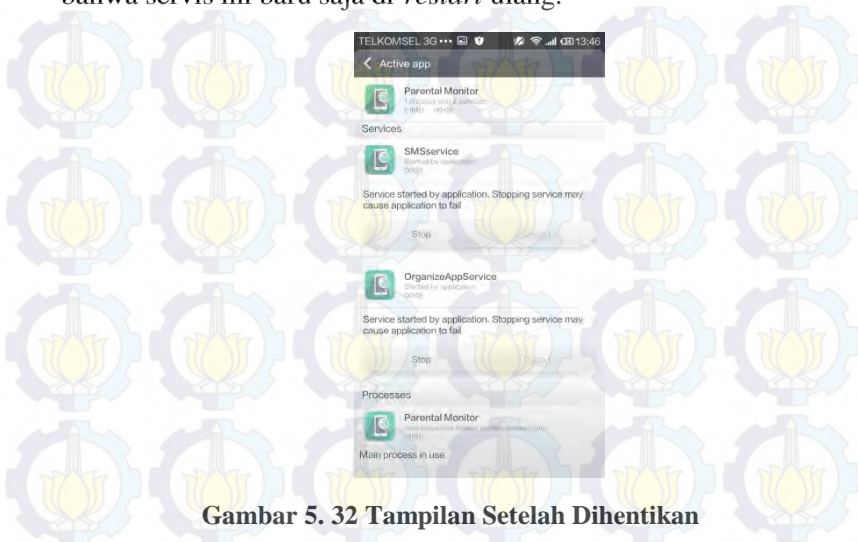 bahwa servis ini baru saja di restart ulang.
TELKOMSEL 3G 13:46
Active app
Parental Monitor
Services
SMSservice
Started by application
Service started by application. Stopping service may
cause application to fail
Stop
OrganizeAppService
Started by application
Service started by application. Stopping service may
cause application to fail
Stop
Processes
Parental Monitor
Main process in use
Gambar 5. 32 Tampilan Setelah Dihentikan